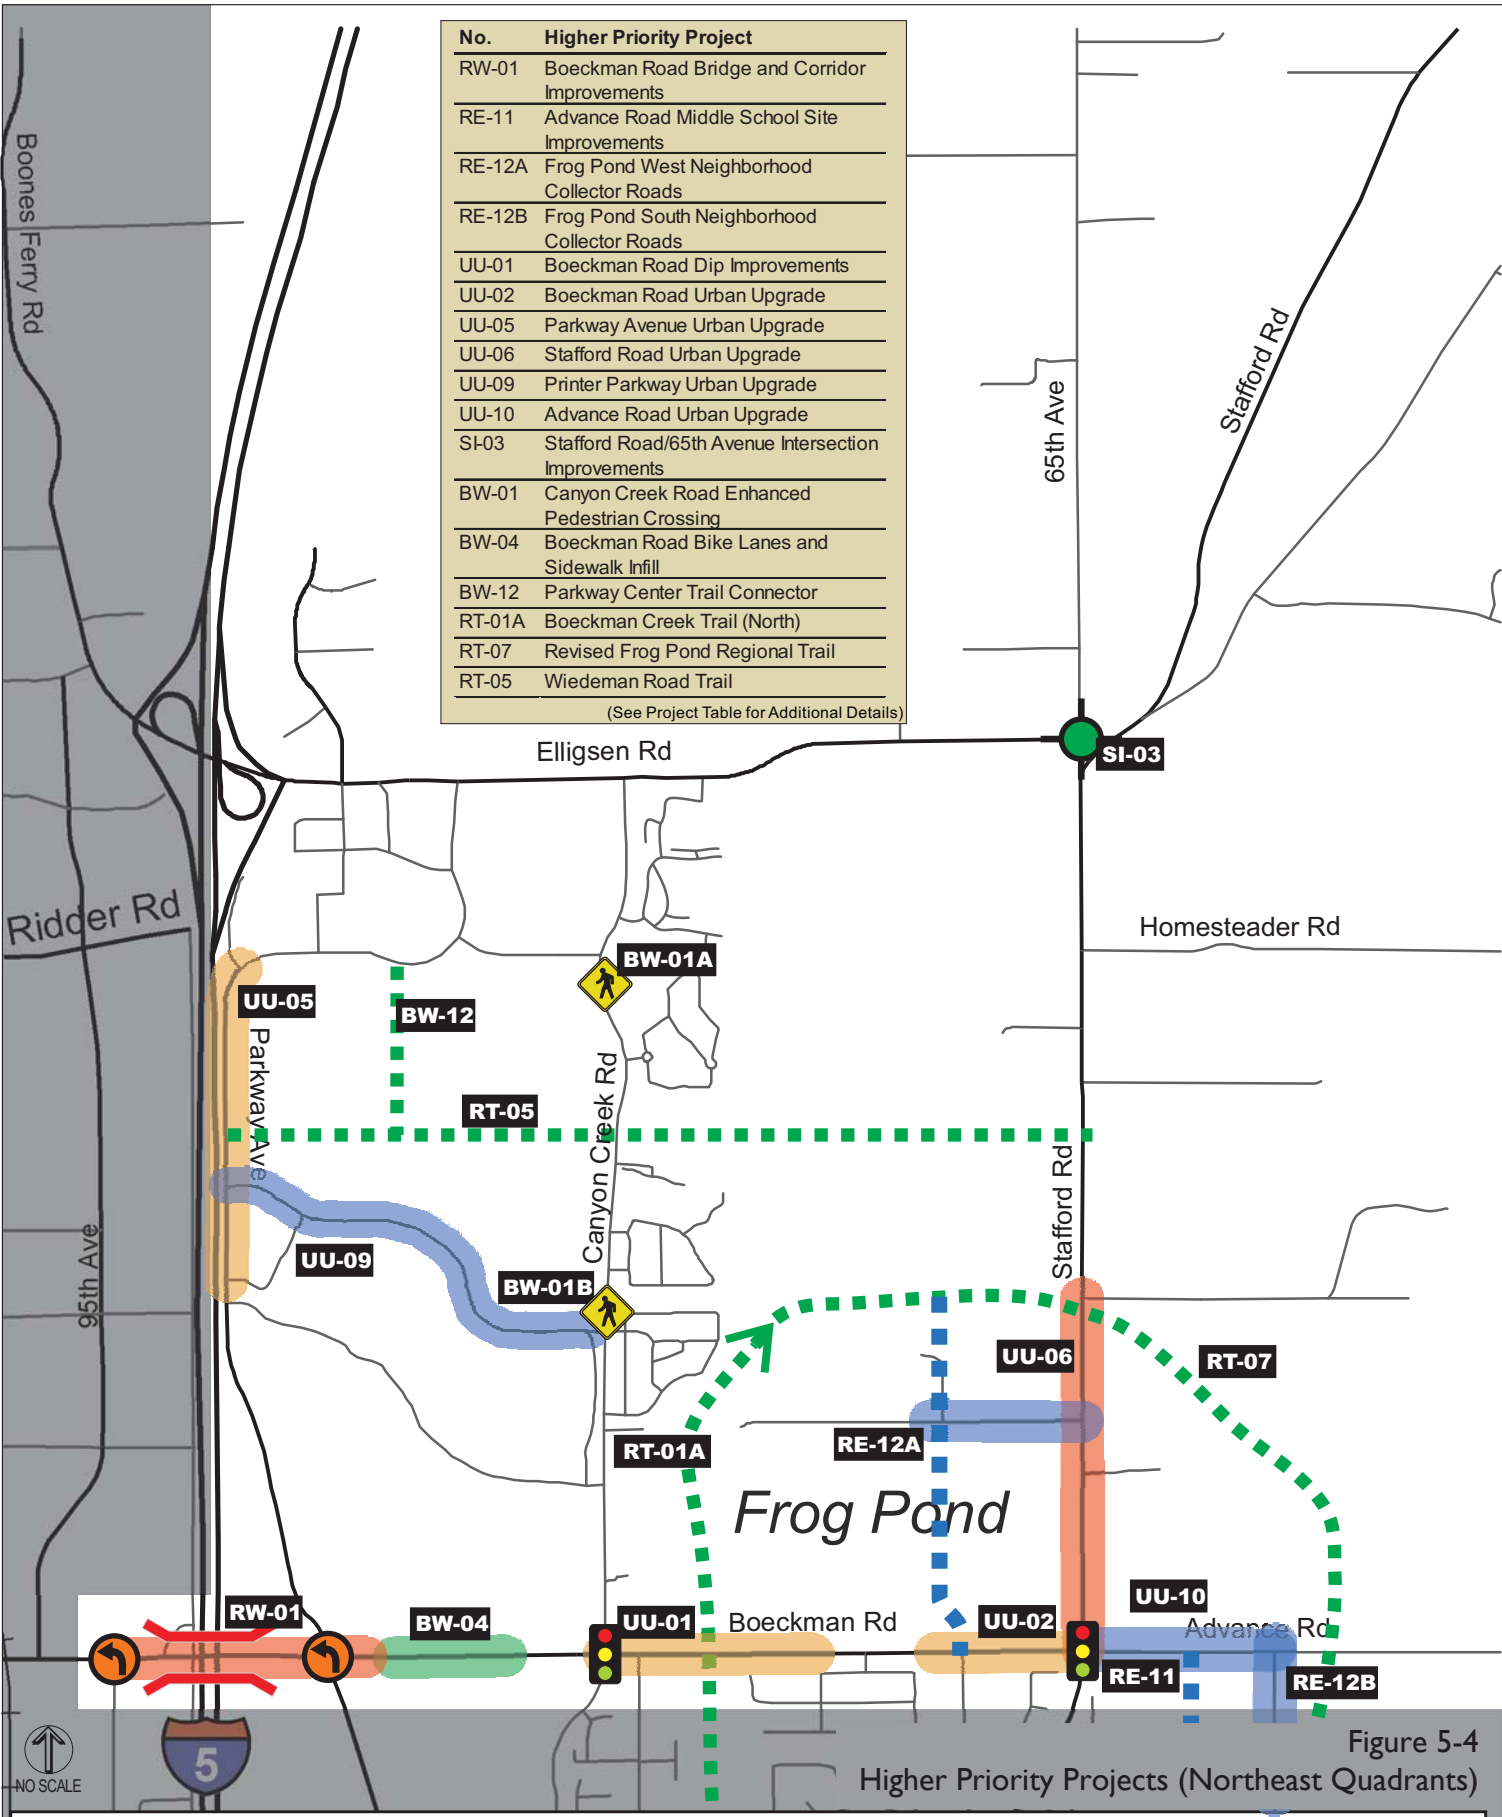 No. Higher Priority Project
RW-01 Boeckman Road Bridge and Corridor
Improvements
RE-11 Advance Road Middle School Site
Improvements
RE-12A Frog Pond West Neighborhood
Collector Roads
RE-12B Frog Pond South Neighborhood
Collector Roads
UU-01 Boeckman Road Dip Improvements
UU-02 Boeckman Road Urban Upgrade
UU-05 Parkway Avenue Urban Upgrade
UU-06 Stafford Road Urban Upgrade
UU-09 Printer Parkway Urban Upgrade
UU-10 Advance Road Urban Upgrade
SI-03 Stafford Road/65th Avenue Intersection
Improvements
BW-01 Canyon Creek Road Enhanced
Pedestrian Crossing
BW-04 Boeckman Road Bike Lanes and
Sidewalk Infill
BW-12 Parkway Center Trail Connector
RT-01A Boeckman Creek Trail (North)
RT-07 Revised Frog Pond Regional Trail
RT-05 Wiedeman Road Trail
(See Project Table for Additional Details)
Boones Ferry Rd
Stafford Rd
65th Ave
Elligsen Rd
SI-03
Ridder Rd
Homesteader Rd
BW-01A
UU-05
BW-12
Parkway Ave
Canyon Creek Rd
RT-05
Stafford Rd
95th Ave
UU-09
BW-01B
UU-06
RT-07
RE-12A
RT-01A
Frog Pond
UU-10
RW-01
BW-04
UU-01
Boeckman Rd
UU-02
Advance Rd
RE-11
RE-12B
NO SCALE
5
Figure 5-4
Higher Priority Projects (Northeast Quadrants)